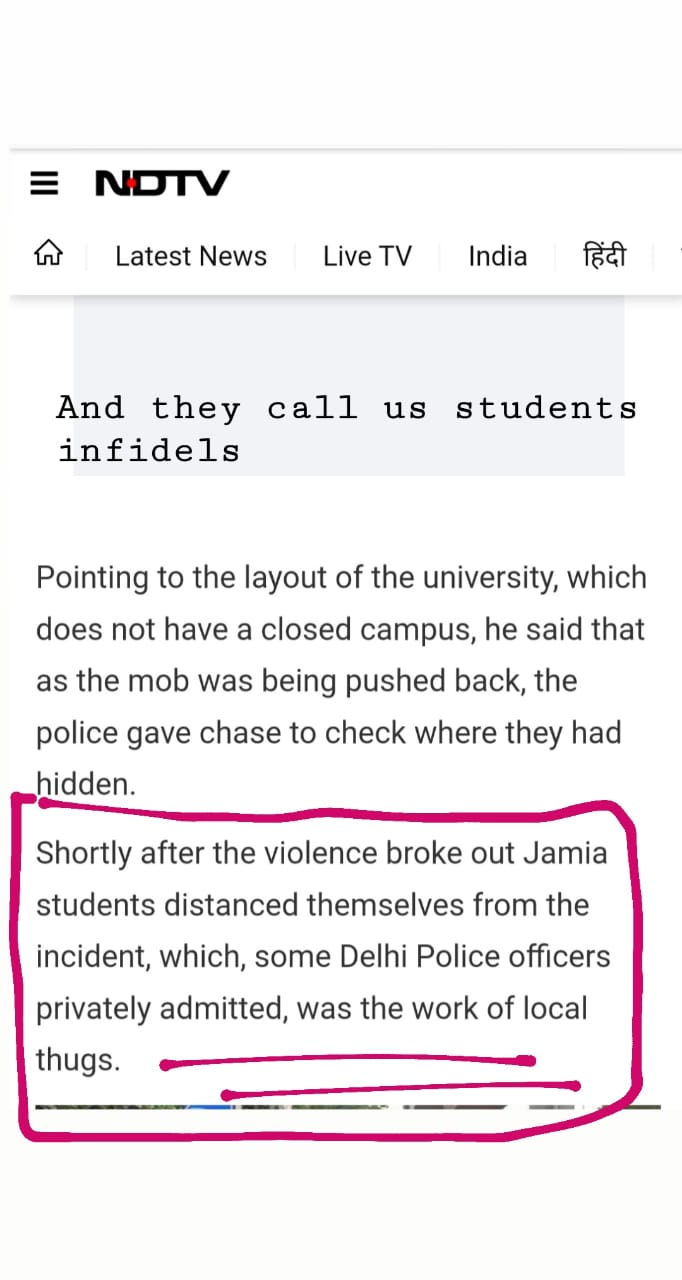 NDTV
Latest News Live TV India हिंदी
And they call us students
infidels
Pointing to the layout of the university, which
does not have a closed campus, he said that
as the mob was being pushed back, the
police gave chase to check where they had
hidden.
Shortly after the violence broke out Jamia
students distanced themselves from the
incident, which, some Delhi Police officers
privately admitted, was the work of local
thugs.